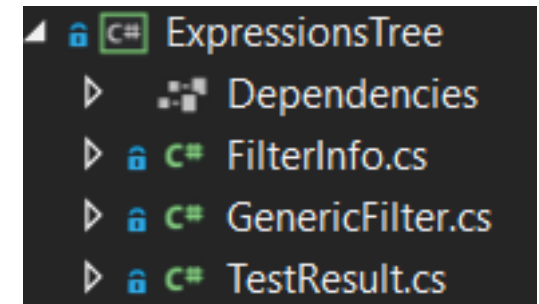 C# ExpressionsTree
Dependencies
C# FilterInfo.cs
C# GenericFilter.cs
C# TestResult.cs